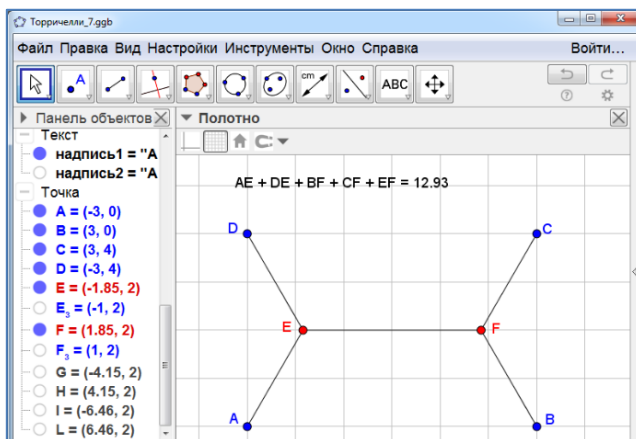 Торричелли_7.ggb
Файл Правка Вид Настройки Инструменты Окно Справка Войти...
A cm ABC
Панель объектов Полотно
Текст
надпись1 = "A
надпись2 = "A
Точка
A = (-3, 0)
B = (3, 0)
C = (3, 4)
D = (-3, 4)
E = (-1.85, 2)
E₃ = (-1, 2)
F = (1.85, 2)
F₃ = (1, 2)
G = (-4.15, 2)
H = (4.15, 2)
I = (-6.46, 2)
L = (6.46, 2)
AE + DE + BF + CF + EF = 12.93
D C
E F
A B